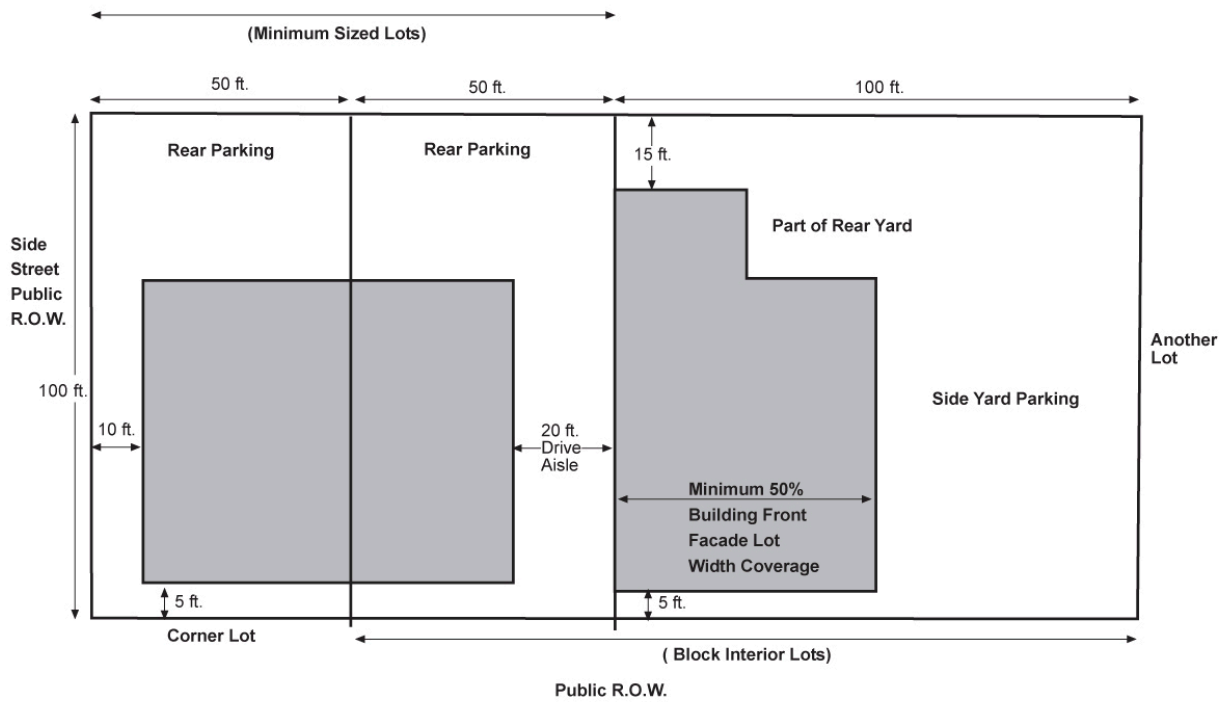 (Minimum Sized Lots)
50 ft.
50 ft.
100 ft.
Rear Parking
Rear Parking
15 ft.
Part of Rear Yard
Side
Street
Public
R.O.W.
Another
Lot
100 ft.
Side Yard Parking
10 ft.
20 ft.
Drive
Aisle
Minimum 50%
Building Front
Facade Lot
Width Coverage
5 ft.
5 ft.
Corner Lot
( Block Interior Lots)
Public R.O.W.